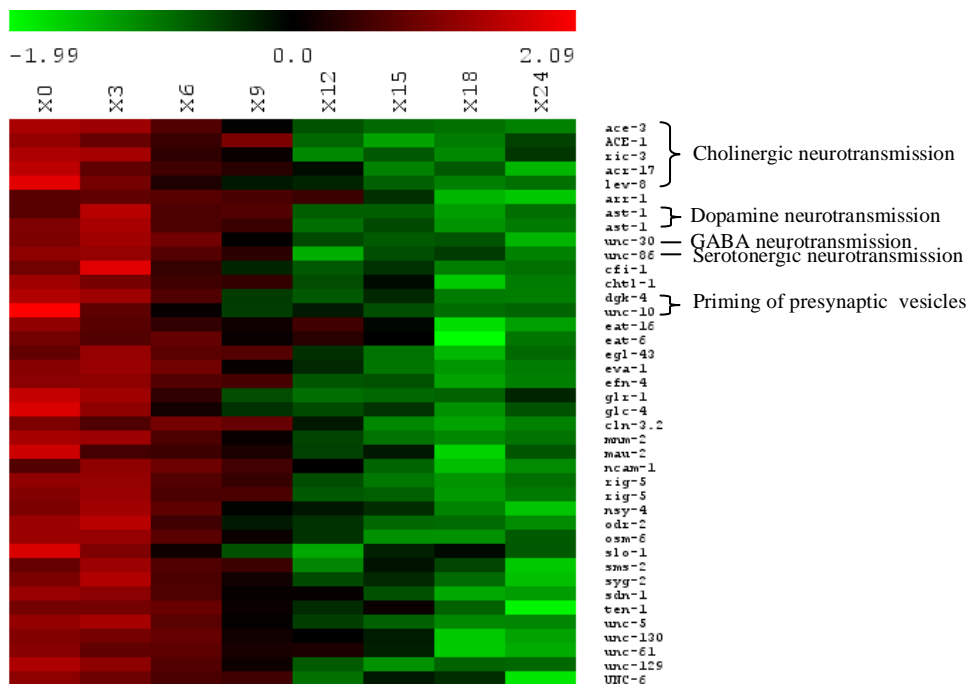 -1.99 0.0 2.09
X0 X3 X6 X9 X12 X15 X18 X24
ace-3
ACE-1
ric-3
acr-17
lev-8
Cholinergic neurotransmission
arr-1
ast-1
ast-1
Dopamine neurotransmission
unc-30
GABA neurotransmission
unc-86
Serotonergic neurotransmission
cfi-1
chtl-1
dgk-4
unc-10
Priming of presynaptic vesicles
eat-16
eat-6
egl-43
eva-1
efn-4
glr-1
glc-4
cln-3.2
mnm-2
mau-2
ncam-1
rig-5
rig-5
nsy-4
odr-2
osm-6
slo-1
sms-2
syg-2
sdn-1
ten-1
unc-5
unc-130
unc-61
unc-129
UNC-6